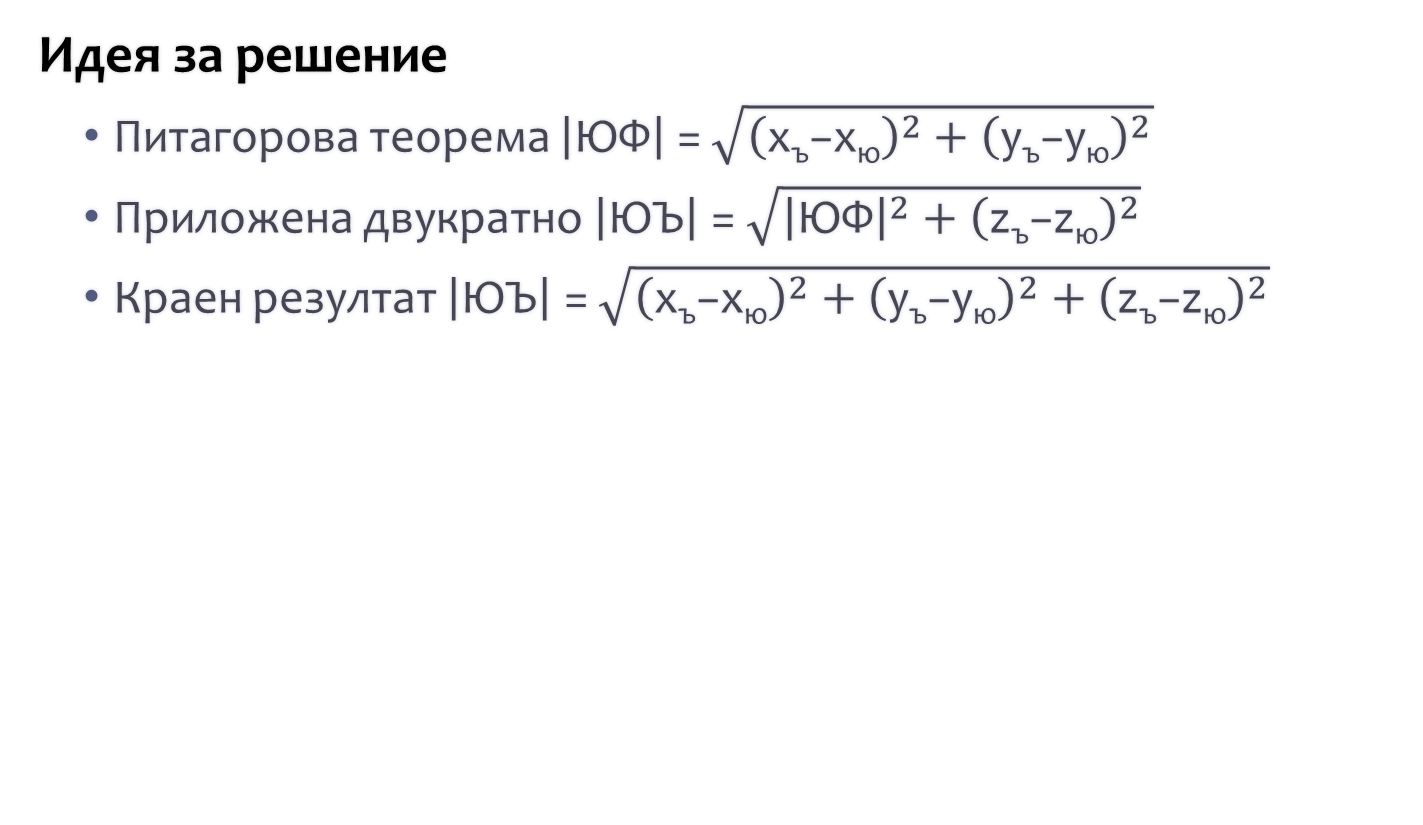 Идея за решение
• Питагорова теорема |ЮФ| = √(xъ–xю)² + (yъ–yю)²
• Приложена двукратно |ЮЪ| = √|ЮФ|² + (zъ–zю)²
• Краен резултат |ЮЪ| = √(xъ–xю)² + (yъ–yю)² + (zъ–zю)²